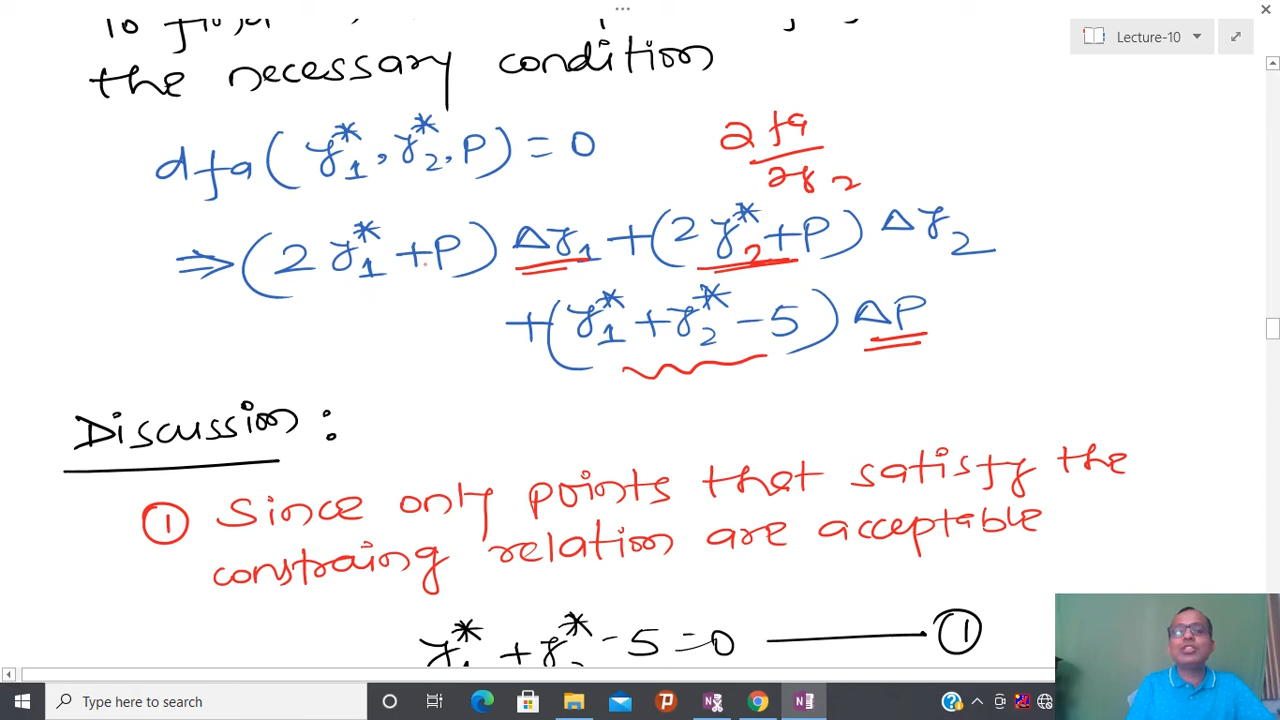 Lecture-10
the necessary condition
dfa(y₁*, y₂*, P) = 0
∂fa/∂y₂
⇒ (2y₁* + P) Δy₁ + (2y₂* + P) Δy₂
+ (y₁* + y₂* - 5) ΔP
Discussion :
① Since only points that satisfy the
constraing relation are acceptable
y₁* + y₂* - 5 = 0 ——— ①
Type here to search